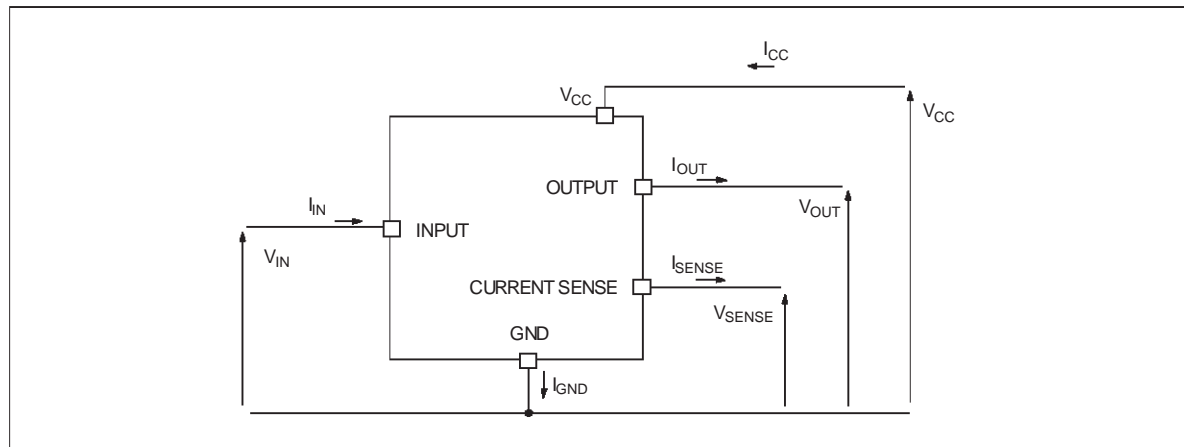 I_CC
V_CC
V_CC
I_OUT
OUTPUT
V_OUT
I_IN
INPUT
V_IN
I_SENSE
CURRENT SENSE
V_SENSE
GND
I_GND